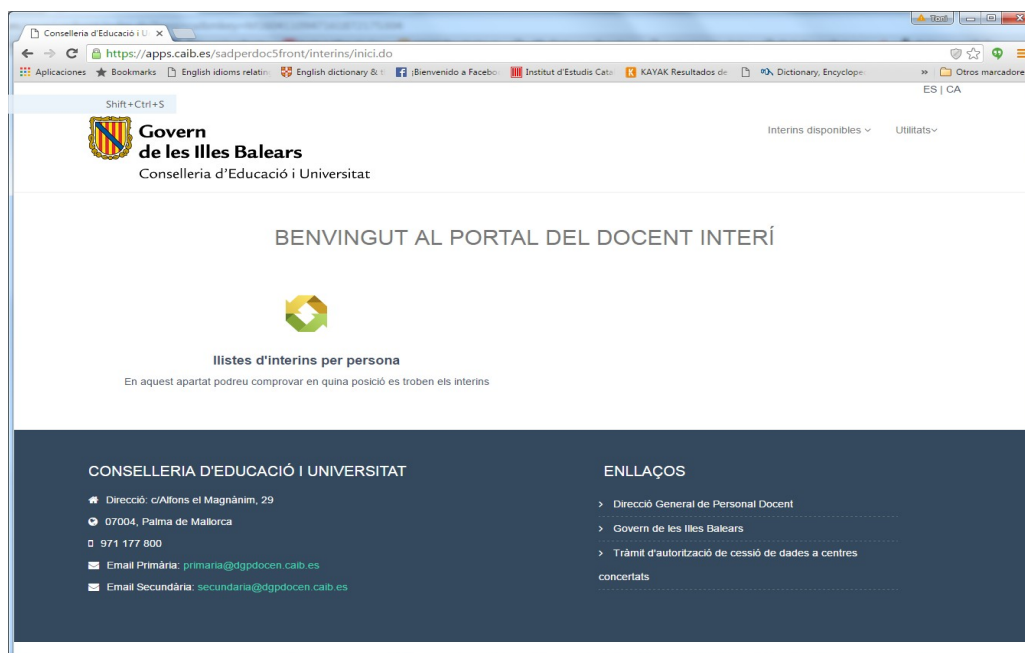 Toni
Conselleria d'Educació i U
https://apps.caib.es/sadperdoc5front/interins/inici.do
Aplicaciones Bookmarks English idioms relatin English dictionary & t ¡Bienvenido a Facebo Institut d'Estudis Cata KAYAK Resultados de Dictionary, Encyclope » Otros marcadore
ES | CA
Shift+Ctrl+S
Govern
de les Illes Balears
Conselleria d'Educació i Universitat
Interins disponibles Utilitats
BENVINGUT AL PORTAL DEL DOCENT INTERÍ
llistes d'interins per persona
En aquest apartat podreu comprovar en quina posició es troben els interins
CONSELLERIA D'EDUCACIÓ I UNIVERSITAT
Direcció: c/Alfons el Magnànim, 29
07004, Palma de Mallorca
971 177 800
Email Primària: primaria@dgpdocen.caib.es
Email Secundària: secundaria@dgpdocen.caib.es
ENLLAÇOS
> Direcció General de Personal Docent
> Govern de les Illes Balears
> Tràmit d'autorització de cessió de dades a centres
concertats